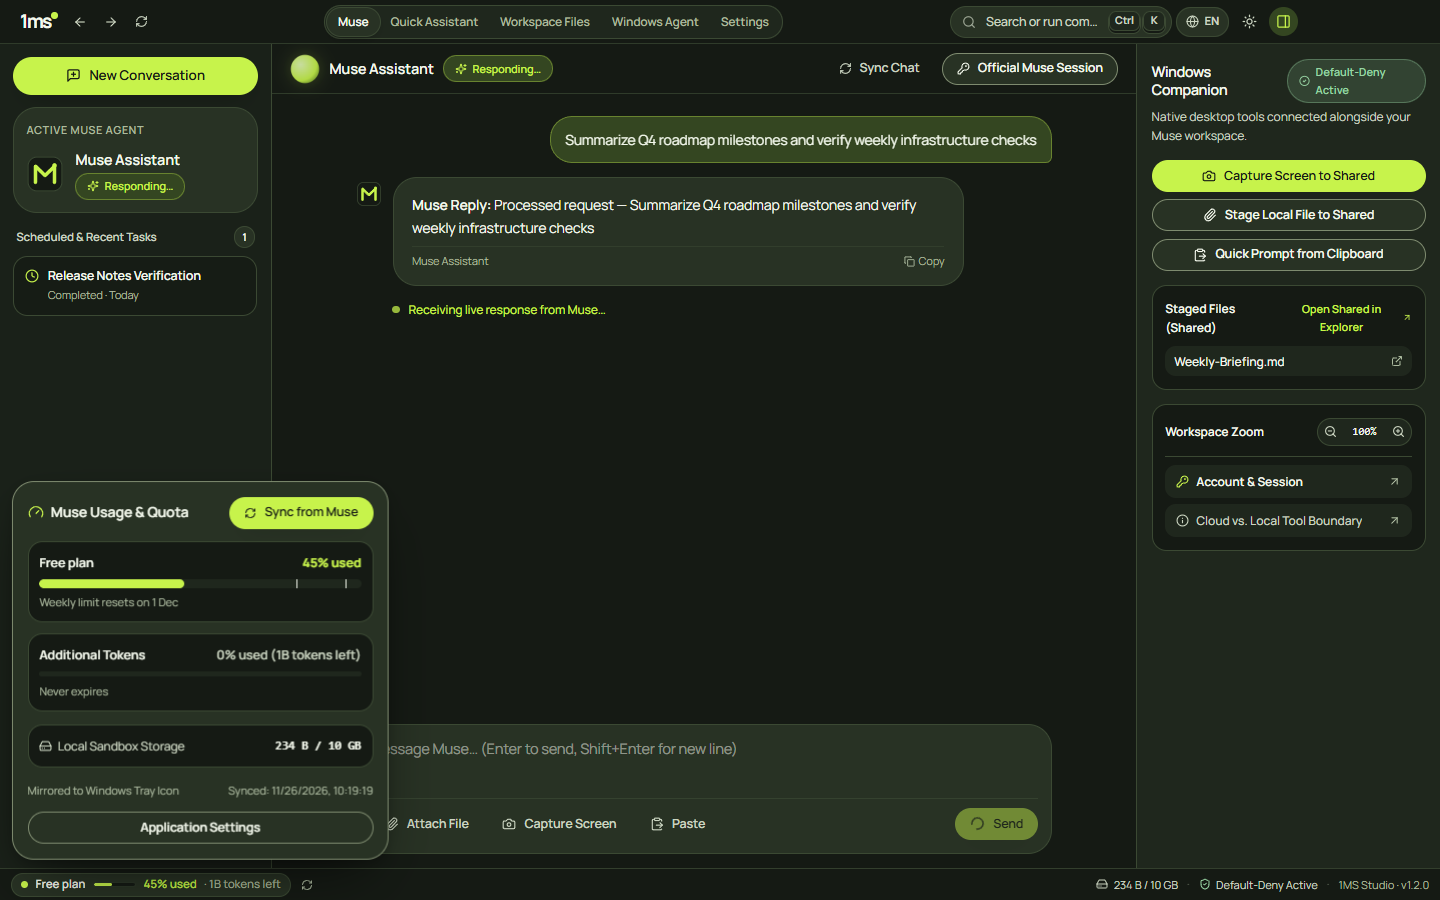 1ms
Muse
Quick Assistant
Workspace Files
Windows Agent
Settings
Search or run com...
Ctrl
K
EN
New Conversation
ACTIVE MUSE AGENT
Muse Assistant
Responding...
Scheduled & Recent Tasks
1
Release Notes Verification
Completed · Today
Muse Assistant
Responding...
Sync Chat
Official Muse Session
Summarize Q4 roadmap milestones and verify weekly infrastructure checks
Muse Reply: Processed request — Summarize Q4 roadmap milestones and verify
weekly infrastructure checks
Muse Assistant
Copy
Receiving live response from Muse...
Windows
Companion
Default-Deny
Active
Native desktop tools connected alongside your
Muse workspace.
Capture Screen to Shared
Stage Local File to Shared
Quick Prompt from Clipboard
Staged Files
(Shared)
Open Shared in
Explorer
Weekly-Briefing.md
Workspace Zoom
100%
Account & Session
Cloud vs. Local Tool Boundary
Muse Usage & Quota
Sync from Muse
Free plan
45% used
Weekly limit resets on 1 Dec
Additional Tokens
0% used (1B tokens left)
Never expires
Local Sandbox Storage
234 B / 10 GB
Mirrored to Windows Tray Icon
Synced: 11/26/2026, 10:19:19
Application Settings
ssage Muse... (Enter to send, Shift+Enter for new line)
Attach File
Capture Screen
Paste
Send
Free plan
45% used
· 1B tokens left
234 B / 10 GB
· Default-Deny Active
· 1MS Studio · v1.2.0